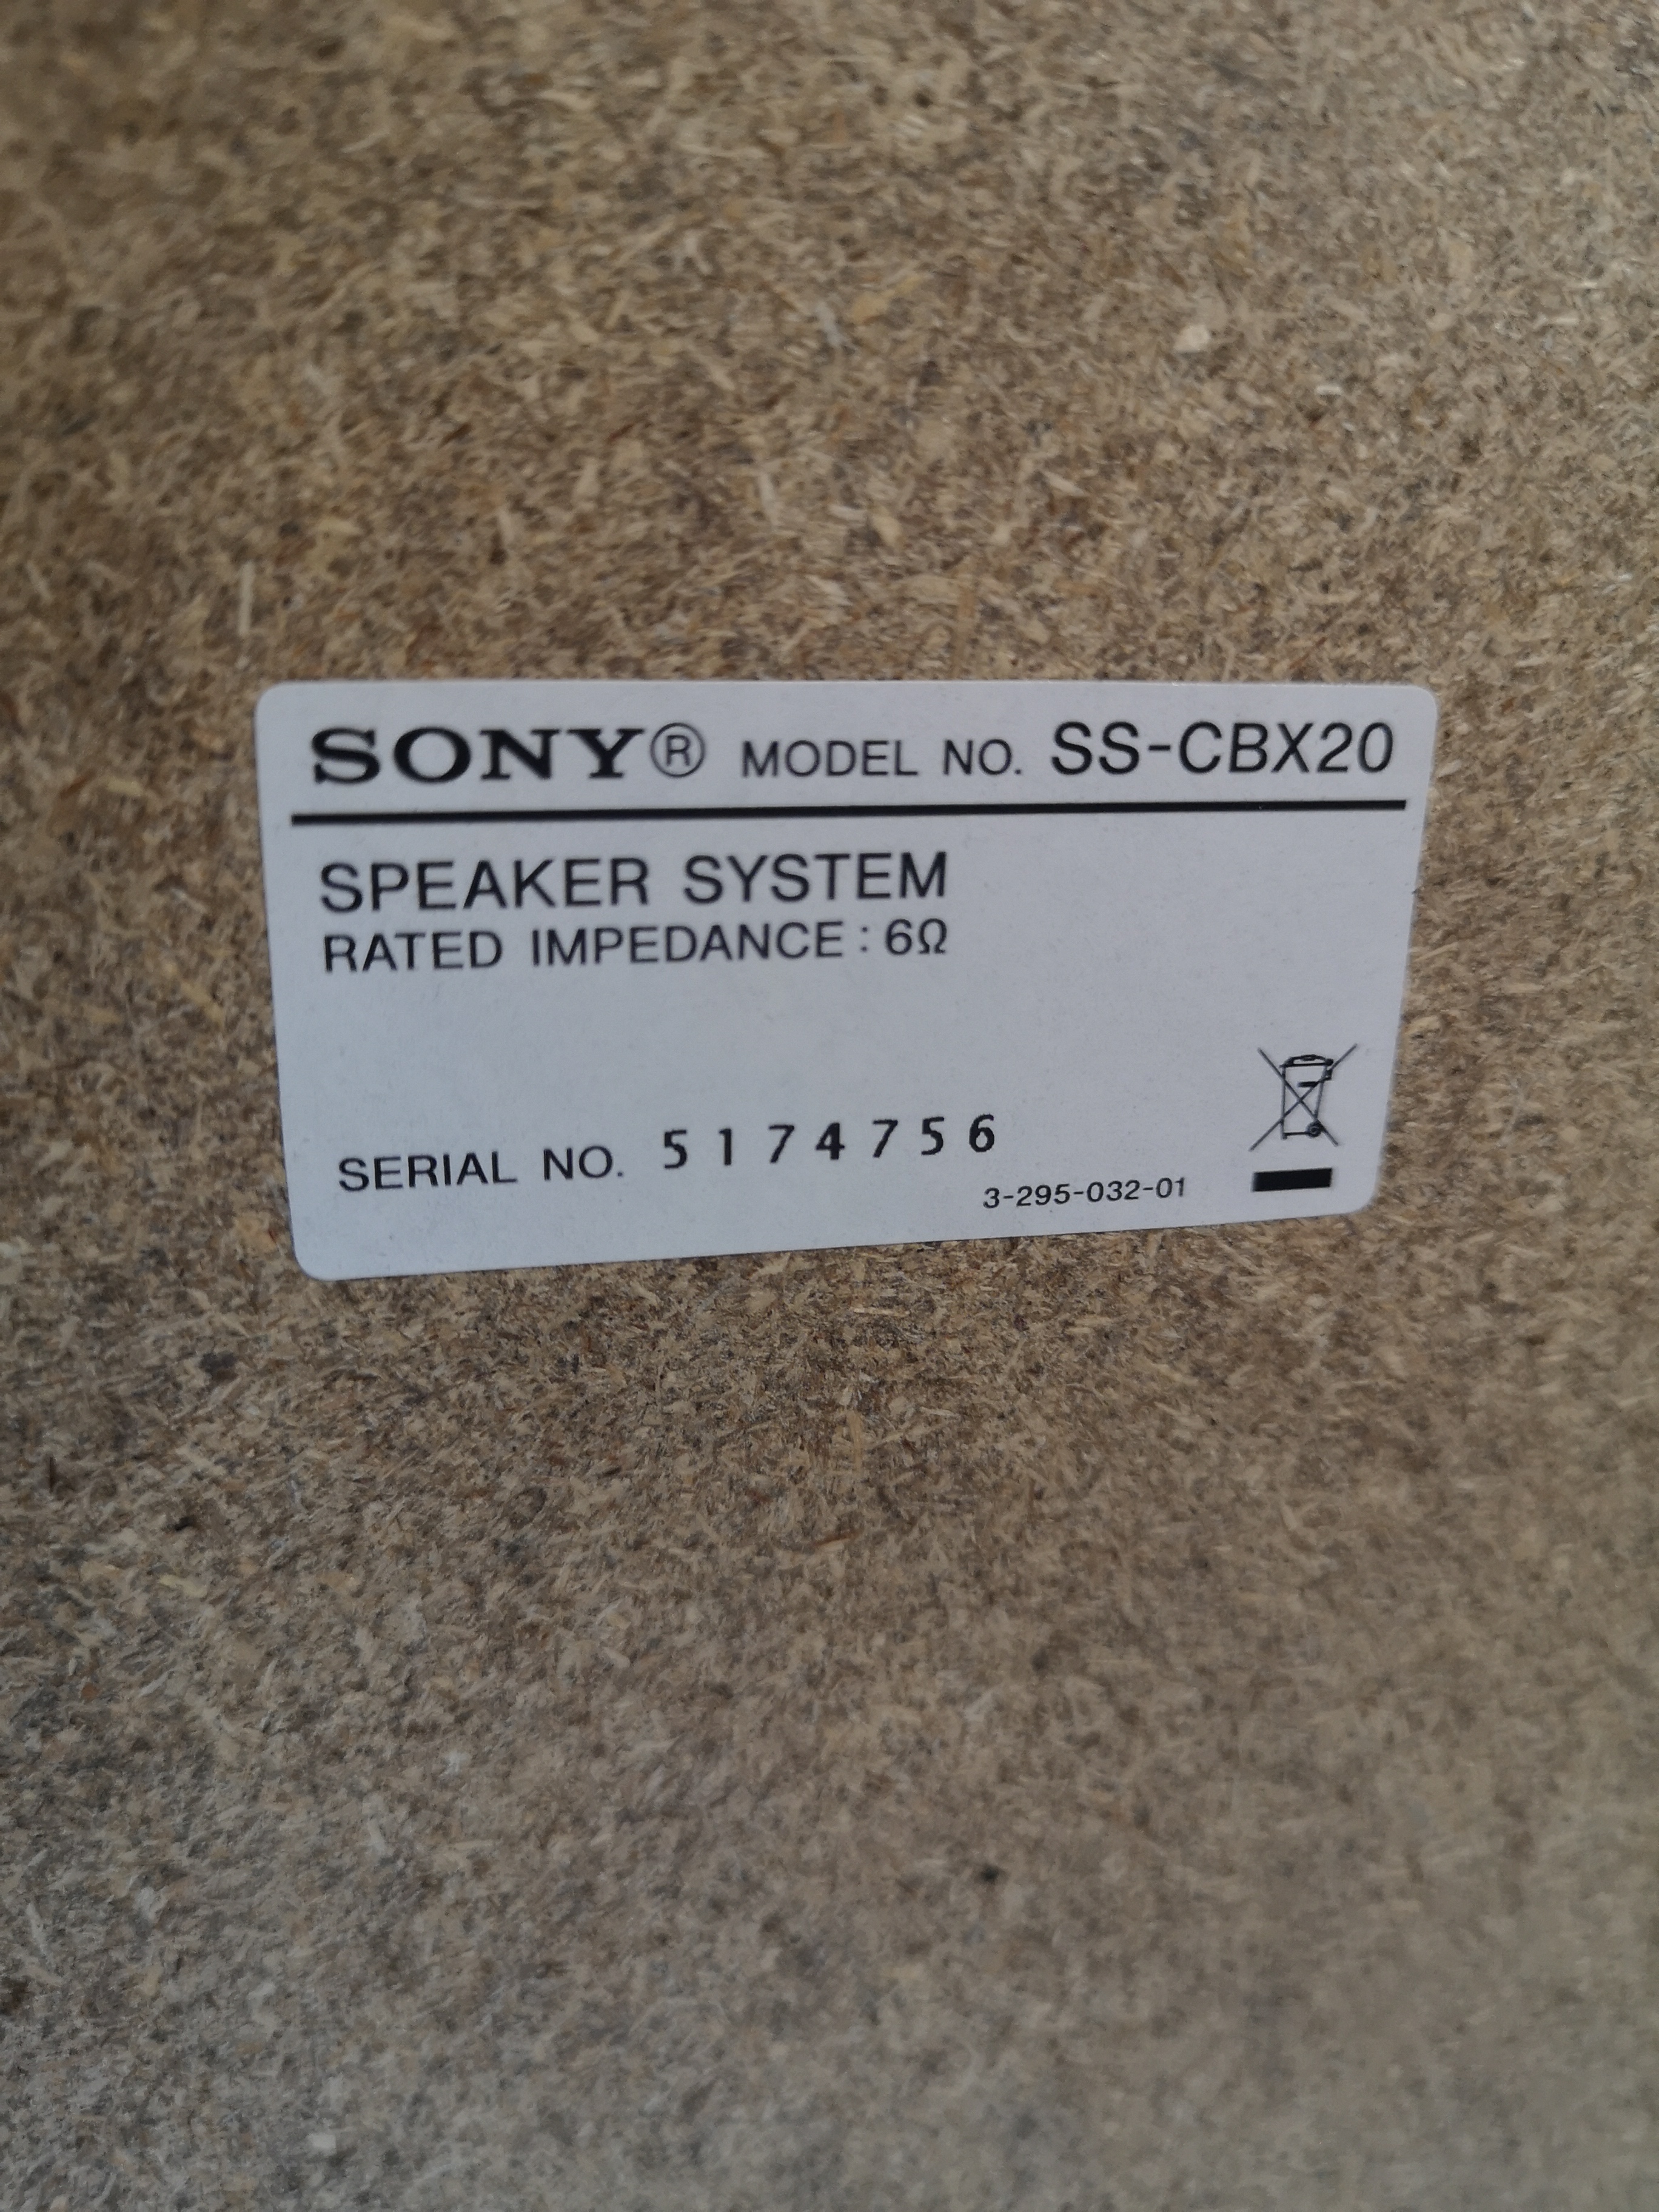 SONY® MODEL NO. SS-CBX20
SPEAKER SYSTEM
RATED IMPEDANCE : 6Ω
SERIAL NO. 5174756
3-295-032-01